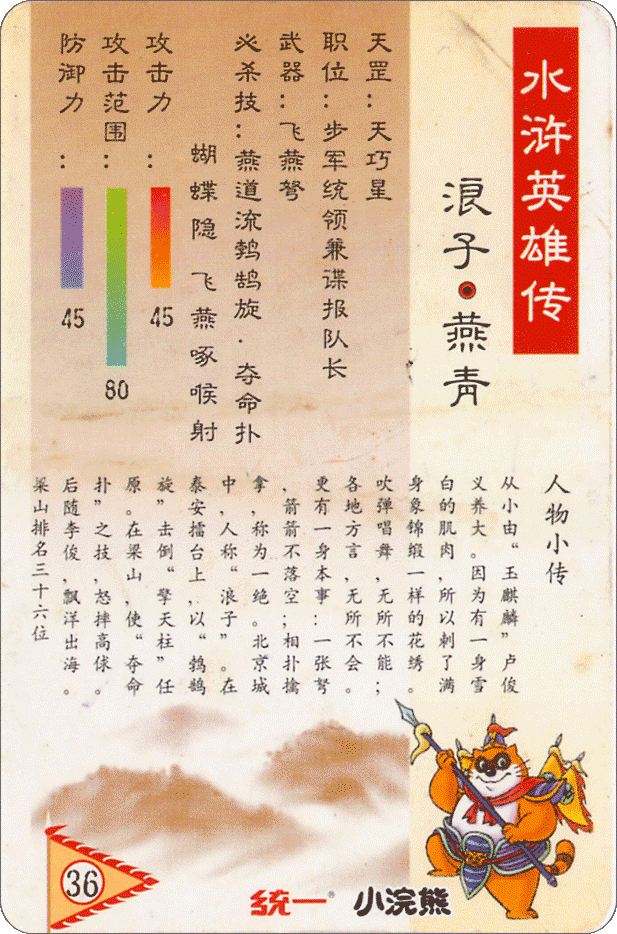 水浒英雄传
浪子·燕青
天罡：天巧星
职位：步军统领兼谍报队长
武器：飞燕弩
必杀技：燕道流鹁鸪旋·夺命扑
蝴蝶隐 飞燕啄喉射
攻击力：
45
攻击范围：
80
防御力：
45
人物小传
从小由“玉麒麟”卢俊
义养大。因为有一身雪
白的肌肉，所以刺了满
身象锦缎一样的花绣。
吹弹唱舞，无所不能；
各地方言，无所不会。
更有一身本事：一张弩
，箭箭不落空；相扑擒
拿，称为一绝。北京城
中，人称“浪子”。在
泰安擂台上，以“鹁鸪
旋”击倒“擎天柱”任
原。在梁山，使“夺命
扑”之技，怒摔高俅。
后随李俊，飘洋出海。
梁山排名三十六位
36
统一®
小浣熊